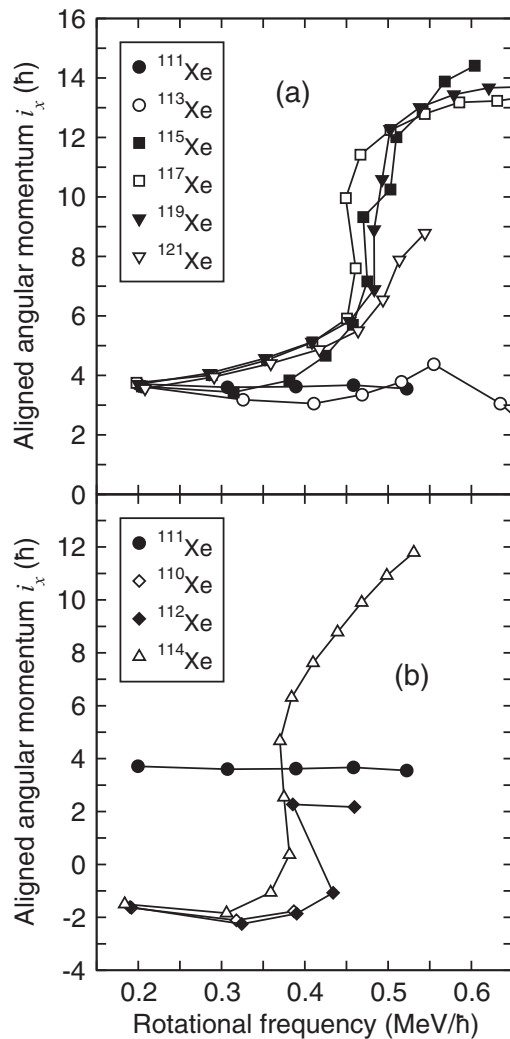 16
14
12
10
8
6
4
2
0
Aligned angular momentum iₓ (ħ)
(a)
¹¹¹Xe
¹¹³Xe
¹¹⁵Xe
¹¹⁷Xe
¹¹⁹Xe
¹²¹Xe
12
10
8
6
4
2
0
-2
-4
Aligned angular momentum iₓ (ħ)
¹¹¹Xe
¹¹⁰Xe
¹¹²Xe
¹¹⁴Xe
(b)
0.2 0.3 0.4 0.5 0.6
Rotational frequency (MeV/ħ)